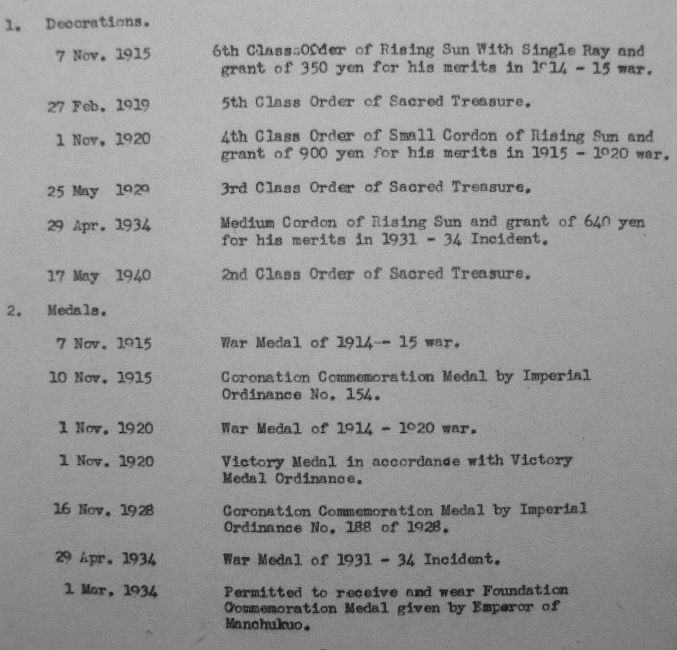 1. Decorations.
7 Nov. 1915 6th Class Order of Rising Sun With Single Ray and
grant of 350 yen for his merits in 1914 - 15 war.
27 Feb. 1919 5th Class Order of Sacred Treasure.
1 Nov. 1920 4th Class Order of Small Cordon of Rising Sun and
grant of 900 yen for his merits in 1915 - 1920 war.
25 May 1929 3rd Class Order of Sacred Treasure.
29 Apr. 1934 Medium Cordon of Rising Sun and grant of 640 yen
for his merits in 1931 - 34 Incident.
17 May 1940 2nd Class Order of Sacred Treasure.
2. Medals.
7 Nov. 1915 War Medal of 1914-- 15 war.
10 Nov. 1915 Coronation Commemoration Medal by Imperial
Ordinance No. 154.
1 Nov. 1920 War Medal of 1914 - 1920 war.
1 Nov. 1920 Victory Medal in accordance with Victory
Medal Ordinance.
16 Nov. 1928 Coronation Commemoration Medal by Imperial
Ordinance No. 188 of 1928.
29 Apr. 1934 War Medal of 1931 - 34 Incident.
1 Mar. 1934 Permitted to receive and wear Foundation
Commemoration Medal given by Emperor of
Manchukuo.